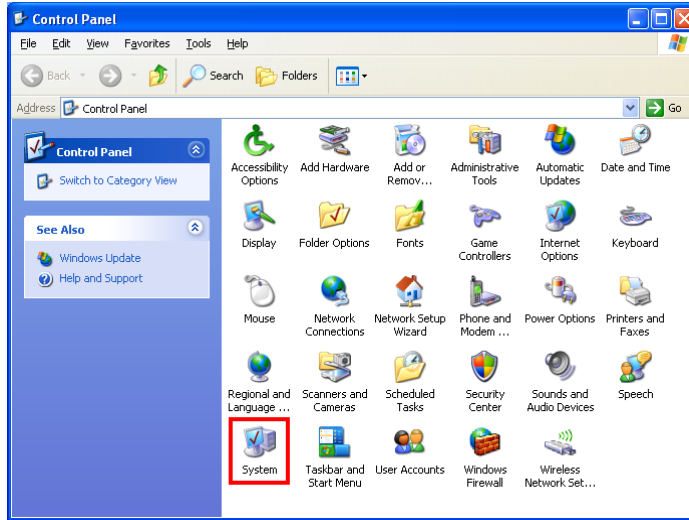 Control Panel
File Edit View Favorites Tools Help
Back Search Folders
Address Control Panel Go
Control Panel
Switch to Category View
See Also
Windows Update
Help and Support
Accessibility Options
Add Hardware
Add or Remov...
Administrative Tools
Automatic Updates
Date and Time
Display
Folder Options
Fonts
Game Controllers
Internet Options
Keyboard
Mouse
Network Connections
Network Setup Wizard
Phone and Modem ...
Power Options
Printers and Faxes
Regional and Language ...
Scanners and Cameras
Scheduled Tasks
Security Center
Sounds and Audio Devices
Speech
System
Taskbar and Start Menu
User Accounts
Windows Firewall
Wireless Network Set...